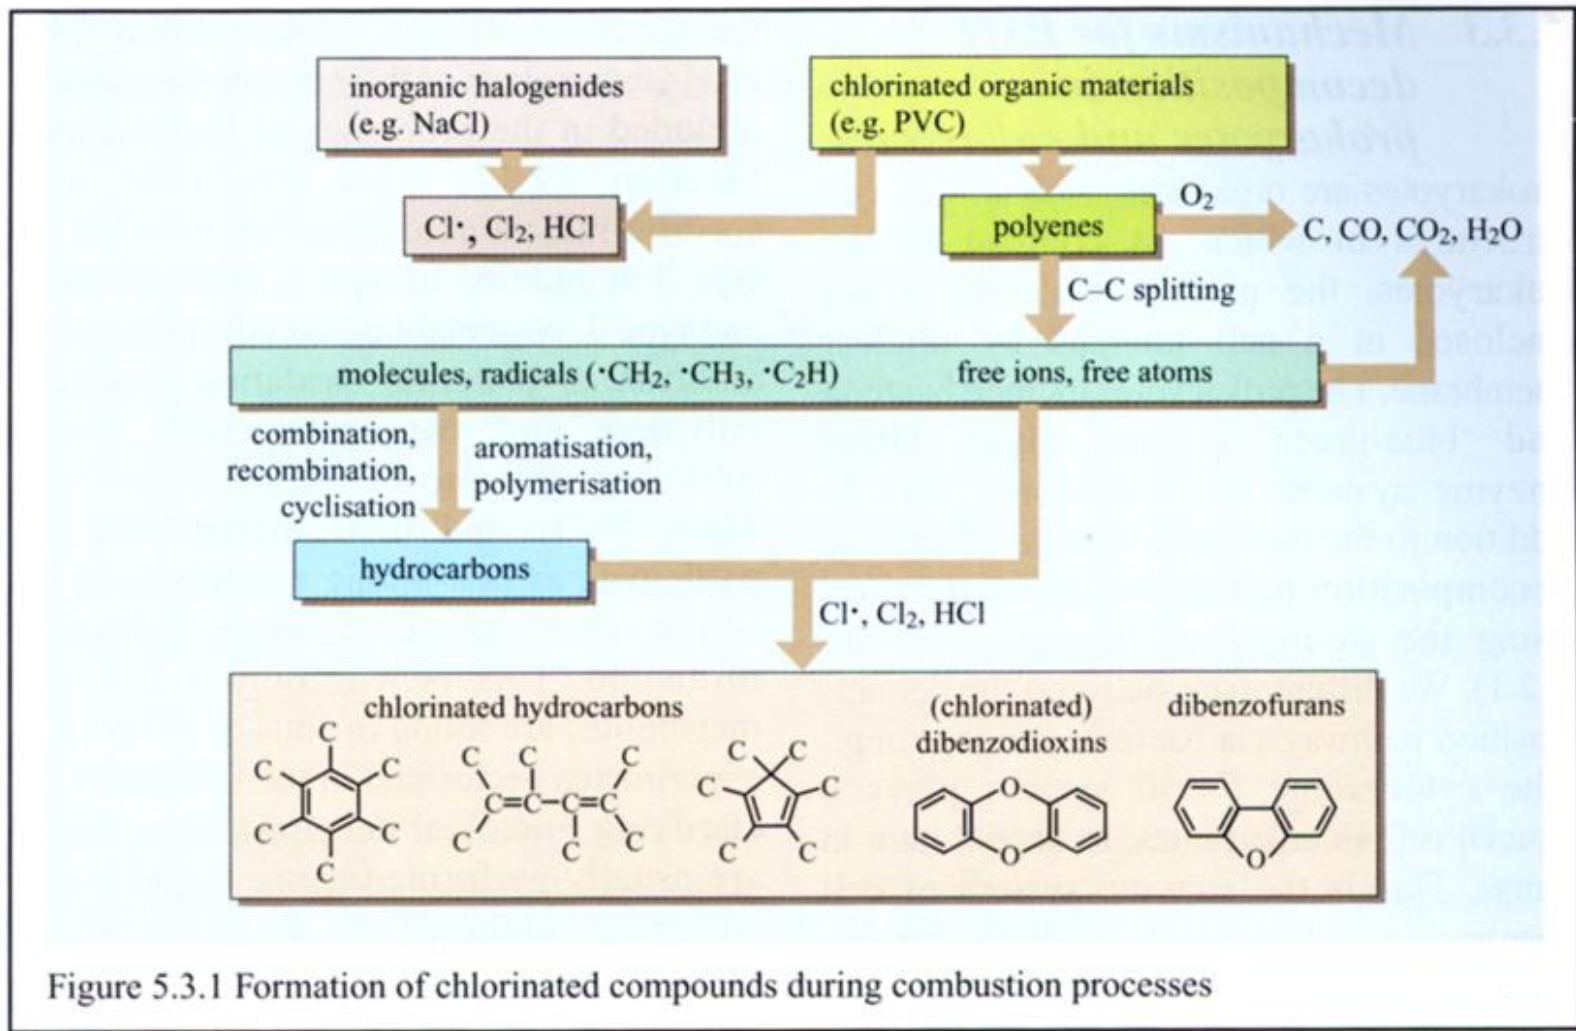 inorganic halogenides
(e.g. NaCl)
chlorinated organic materials
(e.g. PVC)
Cl·, Cl₂, HCl
polyenes
O₂
C, CO, CO₂, H₂O
C–C splitting
molecules, radicals (·CH₂, ·CH₃, ·C₂H)
free ions, free atoms
combination,
recombination,
cyclisation
aromatisation,
polymerisation
hydrocarbons
Cl·, Cl₂, HCl
chlorinated hydrocarbons
(chlorinated)
dibenzodioxins
dibenzofurans
C
C C
C C
C
C C C
C C C C
C C C
C C
C C
C C
O
O
O
Figure 5.3.1 Formation of chlorinated compounds during combustion processes